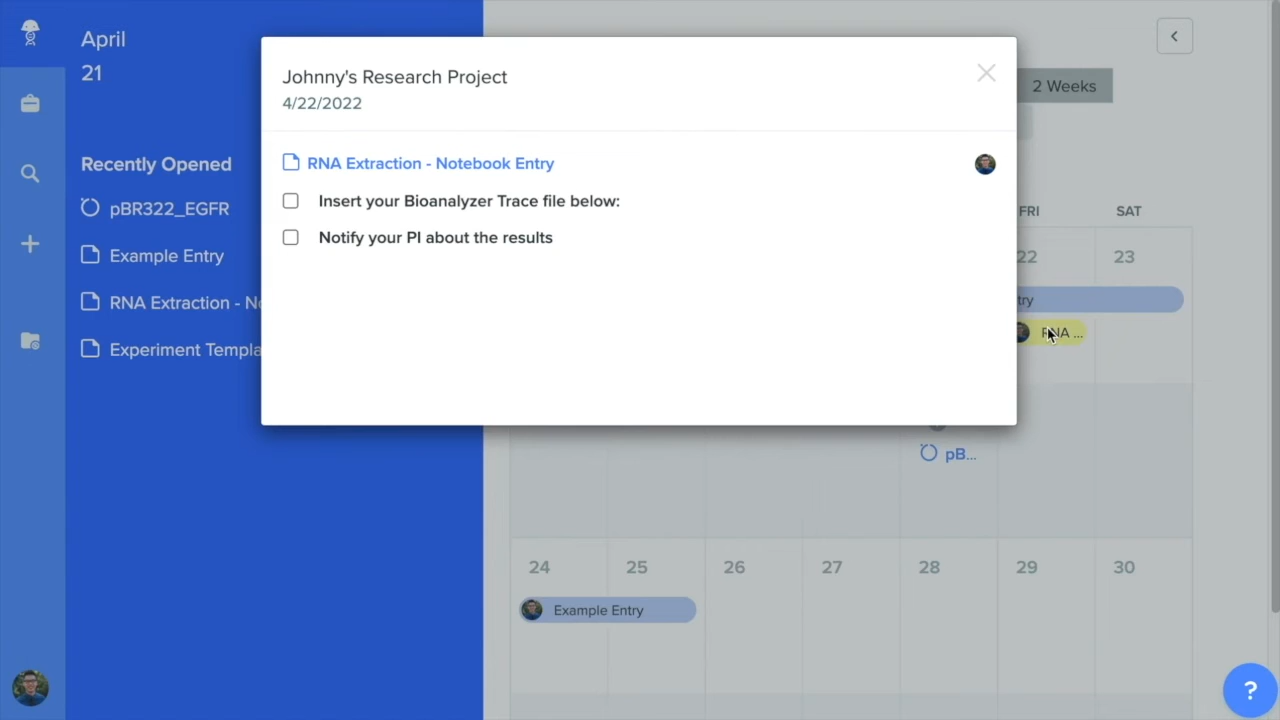 April
21
Recently Opened
pBR322_EGFR
Example Entry
RNA Extraction - No
Experiment Templa
Johnny's Research Project
4/22/2022
RNA Extraction - Notebook Entry
Insert your Bioanalyzer Trace file below:
Notify your PI about the results
2 Weeks
FRI SAT
22 23
try
RNA ...
pB...
24 25 26 27 28 29 30
Example Entry
?